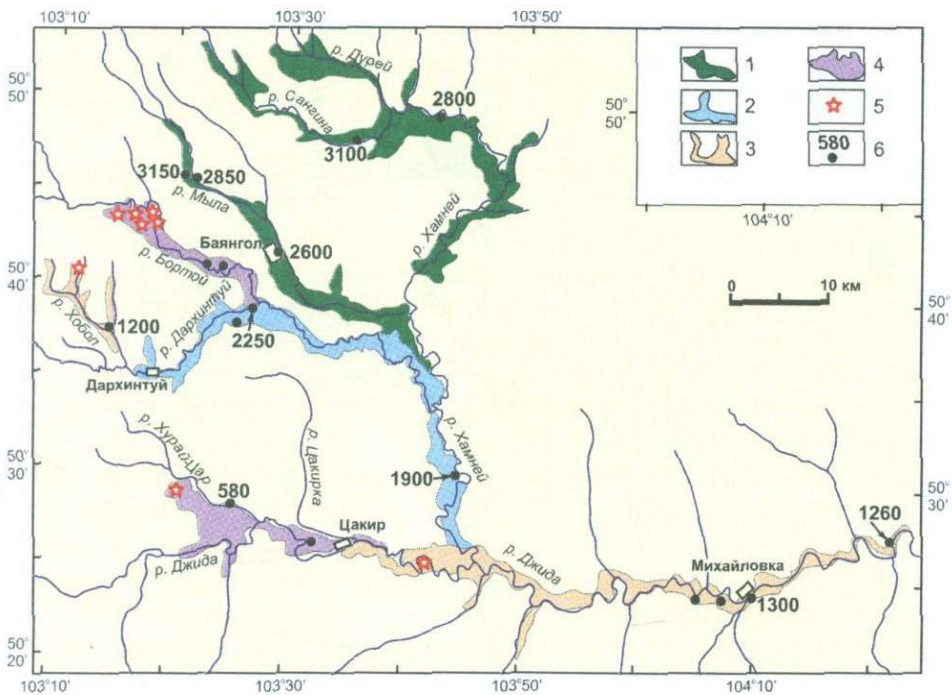 103°10'
103°30'
103°50'
50°
50'
р. Дурей
р. Сангина
2800
3100
3150
2850
р. Мыла
р. Хамней
Баянгол
2600
р. Бортой
50°
40'
р. Хобол
1200
р. Дархинтуй
2250
Дархинтуй
50°
50'
1
2
3
4
5
580
6
104°10'
0
10 км
50°
40'
50°
30'
р. Хурай-Цар
р. Цакирка
р. Хамней
1900
580
Цакир
р. Джида
р. Джида
Михайловка
1300
1260
50°
30'
50°
20'
103°10'
103°30'
103°50'
104°10'